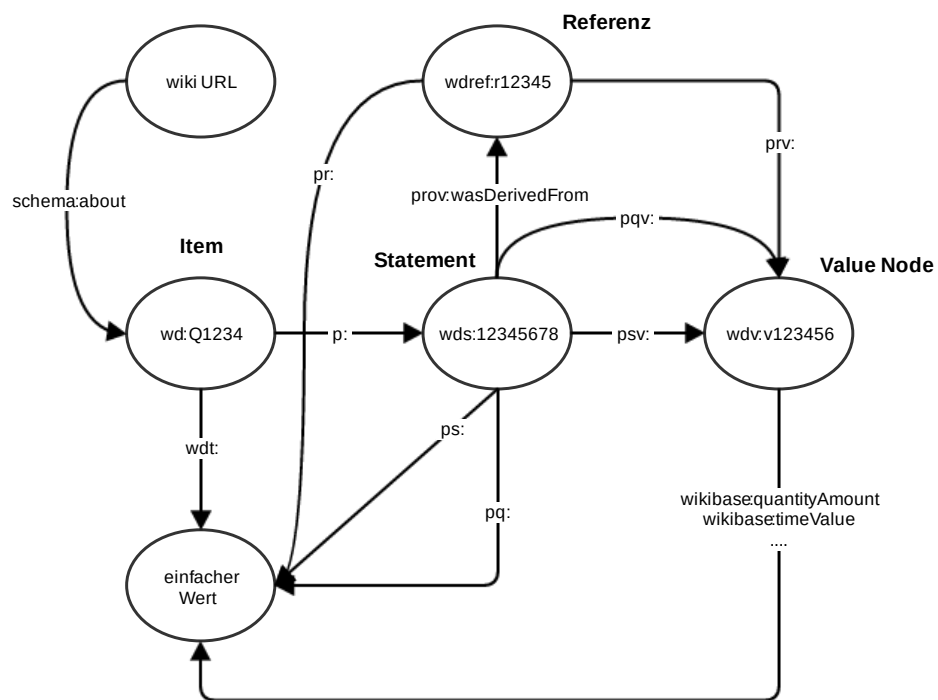 Referenz
wiki URL
wdref:r12345
pr:
prv:
schema:about
prov:wasDerivedFrom
pqv:
Item
Statement
Value Node
wd:Q1234
p:
wds:12345678
psv:
wdv:v123456
ps:
wdt:
pq:
wikibase:quantityAmount
wikibase:timeValue
....
einfacher
Wert